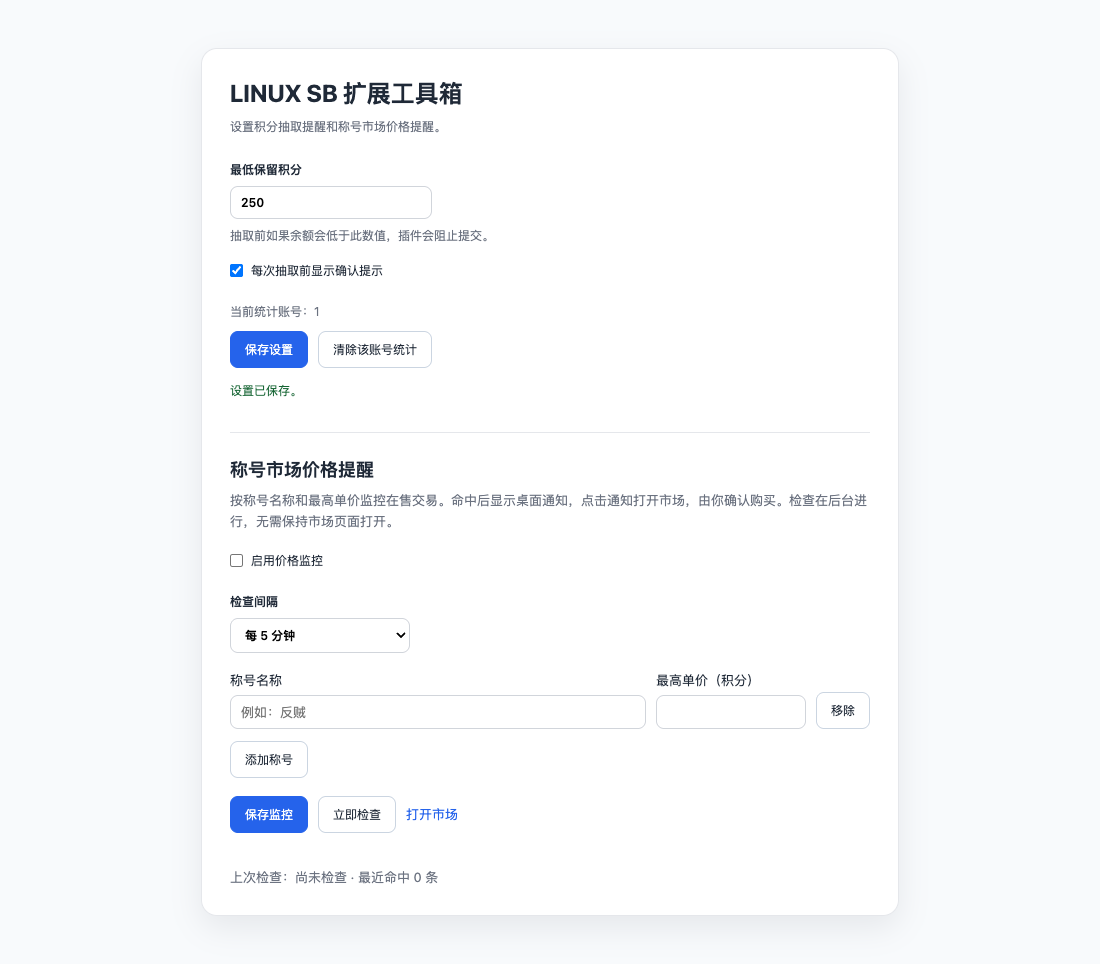 LINUX SB 扩展工具箱
设置积分抽取提醒和称号市场价格提醒。
最低保留积分
250
抽取前如果余额会低于此数值，插件会阻止提交。
每次抽取前显示确认提示
当前统计账号：1
保存设置 清除该账号统计
设置已保存。
称号市场价格提醒
按称号名称和最高单价监控在售交易。命中后显示桌面通知，点击通知打开市场，由你确认购买。检查在后台进
行，无需保持市场页面打开。
启用价格监控
检查间隔
每 5 分钟
称号名称 最高单价（积分）
例如：反贼 移除
添加称号
保存监控 立即检查 打开市场
上次检查：尚未检查 · 最近命中 0 条